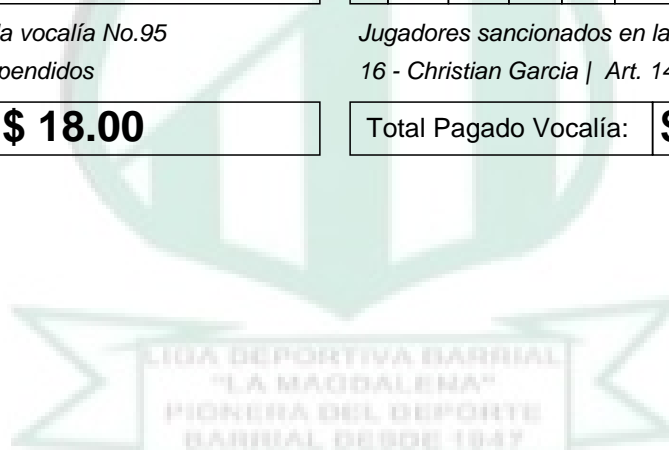 la vocalía No.95
pendidos
$ 18.00
Jugadores sancionados en la
16 - Christian Garcia | Art. 14
Total Pagado Vocalía:
LIGA DEPORTIVA BARRIAL
"LA MAGDALENA"
PIONERA DEL DEPORTE
BARRIAL DESDE 1947